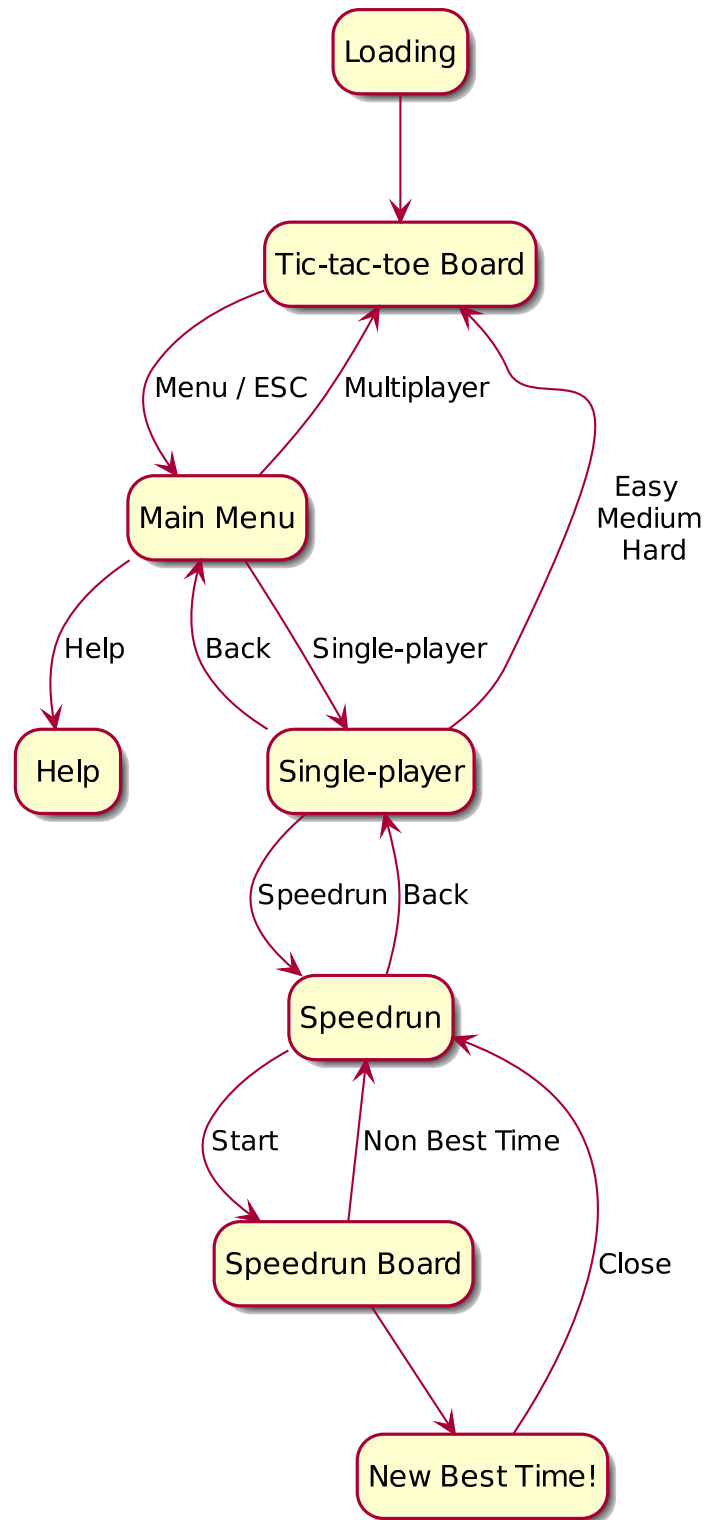 Loading
Tic-tac-toe Board
Menu / ESC
Multiplayer
Main Menu
Easy
Medium
Hard
Help
Back
Single-player
Help
Single-player
Speedrun
Back
Speedrun
Start
Non Best Time
Speedrun Board
Close
New Best Time!